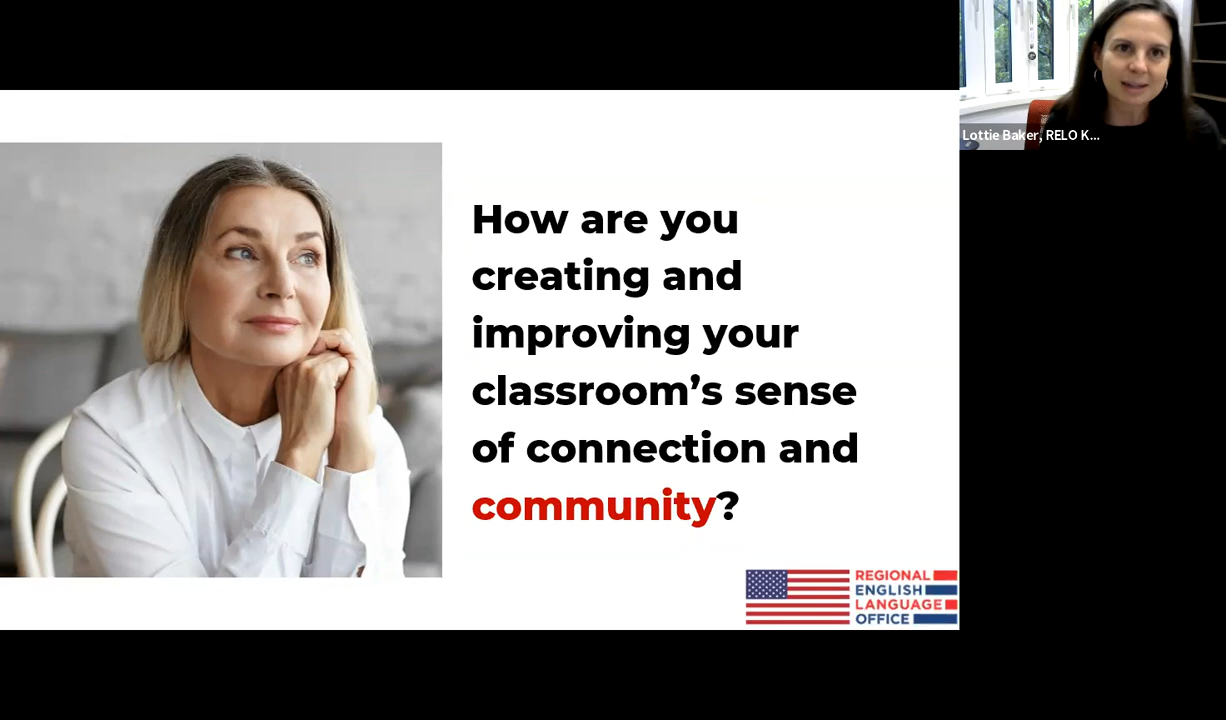 Lottie Baker, RELO K...
How are you
creating and
improving your
classroom’s sense
of connection and
community?
REGIONAL
ENGLISH
LANGUAGE
OFFICE